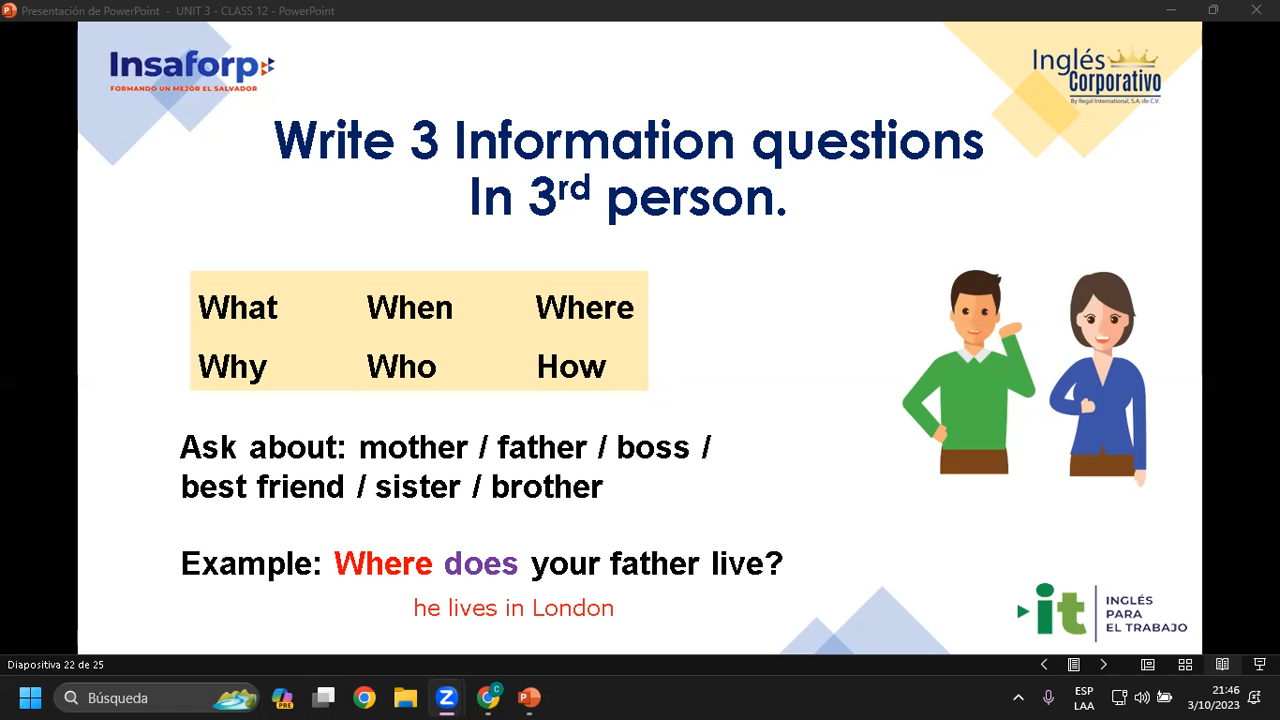 Presentación de PowerPoint - UNIT 3 - CLASS 12 - PowerPoint
Insaforp
FORMANDO UN MEJOR EL SALVADOR
Inglés
Corporativo
By Regal International, S.A. de C.V.
Write 3 Information questions
In 3rd person.
What When Where
Why Who How
Ask about: mother / father / boss /
best friend / sister / brother
Example: Where does your father live?
he lives in London
it
INGLÉS
PARA
EL TRABAJO
Diapositiva 22 de 25
Búsqueda
PRE
Z
C
ESP
LAA
21:46
3/10/2023